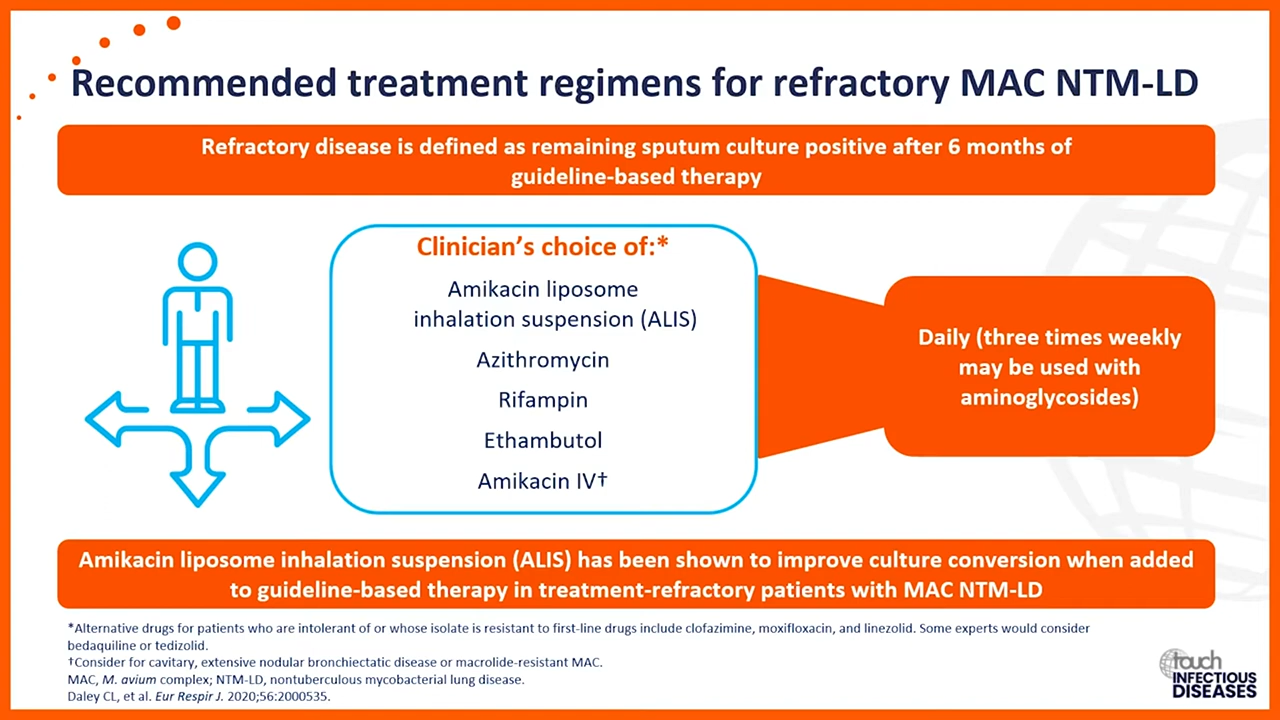 Recommended treatment regimens for refractory MAC NTM-LD
Refractory disease is defined as remaining sputum culture positive after 6 months of
guideline-based therapy
Clinician’s choice of:*
Amikacin liposome
inhalation suspension (ALIS)
Azithromycin
Rifampin
Ethambutol
Amikacin IV†
Daily (three times weekly
may be used with
aminoglycosides)
Amikacin liposome inhalation suspension (ALIS) has been shown to improve culture conversion when added
to guideline-based therapy in treatment-refractory patients with MAC NTM-LD
*Alternative drugs for patients who are intolerant of or whose isolate is resistant to first-line drugs include clofazimine, moxifloxacin, and linezolid. Some experts would consider
bedaquiline or tedizolid.
†Consider for cavitary, extensive nodular bronchiectatic disease or macrolide-resistant MAC.
MAC, M. avium complex; NTM-LD, nontuberculous mycobacterial lung disease.
Daley CL, et al. Eur Respir J. 2020;56:2000535.
touch
INFECTIOUS
DISEASES